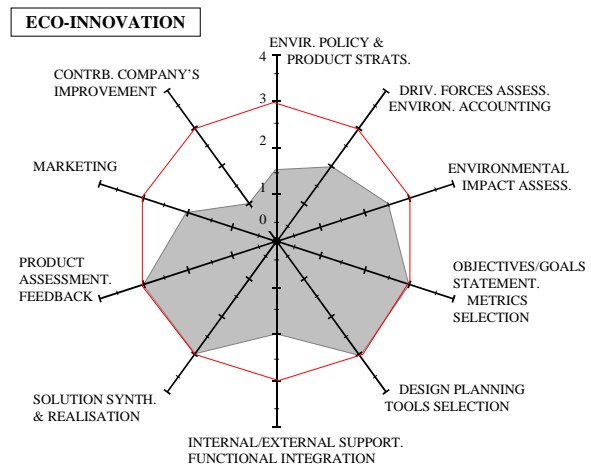 ECO-INNOVATION
ENVIR. POLICY &
PRODUCT STRATS.
4
3
2
1
0
CONTRB. COMPANY'S
IMPROVEMENT
DRIV. FORCES ASSESS.
ENVIRON. ACCOUNTING
MARKETING
ENVIRONMENTAL
IMPACT ASSESS.
PRODUCT
ASSESSMENT.
FEEDBACK
OBJECTIVES/GOALS
STATEMENT.
METRICS
SELECTION
SOLUTION SYNTH.
& REALISATION
DESIGN PLANNING
TOOLS SELECTION
INTERNAL/EXTERNAL SUPPORT.
FUNCTIONAL INTEGRATION